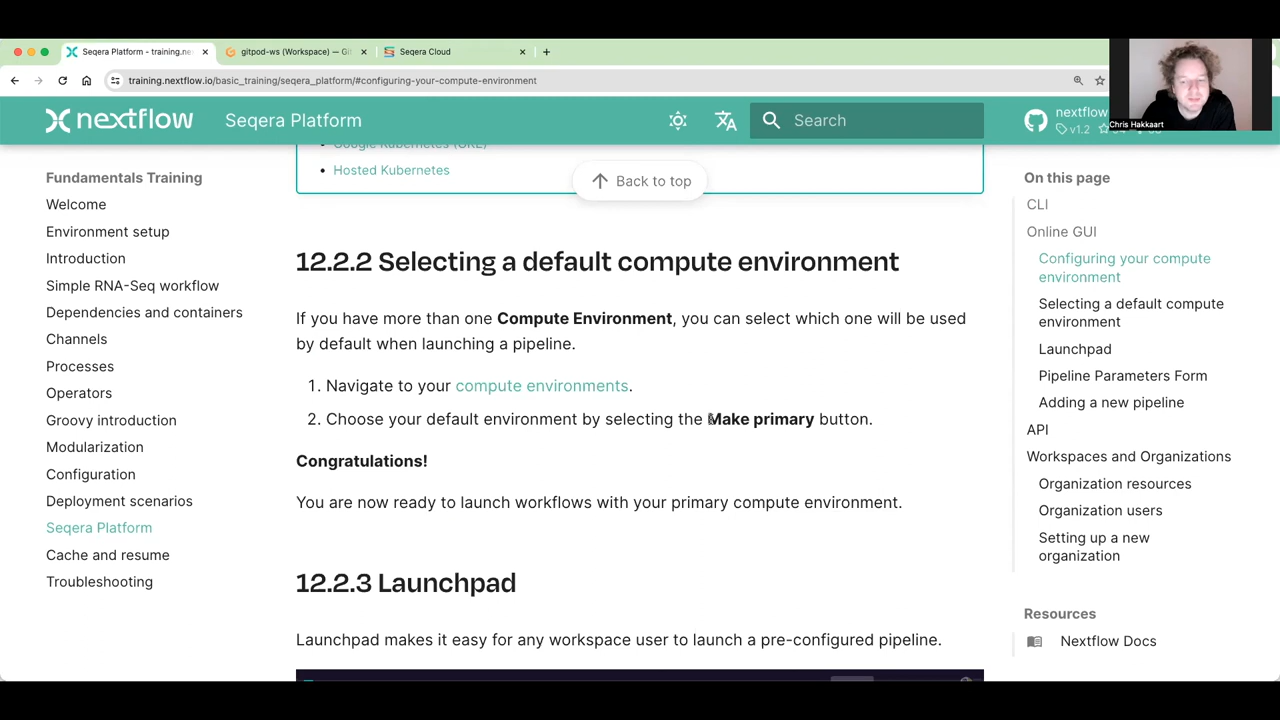 Seqera Platform - training.ne
gitpod-ws (Workspace) — Gi
Seqera Cloud
training.nextflow.io/basic_training/seqera_platform/#configuring-your-compute-environment
Chris Hakkaart
nextflow
Seqera Platform
Search
nextflow
v1.2
Fundamentals Training
Welcome
Environment setup
Introduction
Simple RNA-Seq workflow
Dependencies and containers
Channels
Processes
Operators
Groovy introduction
Modularization
Configuration
Deployment scenarios
Seqera Platform
Cache and resume
Troubleshooting
Google Kubernetes (GKE)
Hosted Kubernetes
Back to top
12.2.2 Selecting a default compute environment
If you have more than one Compute Environment, you can select which one will be used
by default when launching a pipeline.
1. Navigate to your compute environments.
2. Choose your default environment by selecting the Make primary button.
Congratulations!
You are now ready to launch workflows with your primary compute environment.
12.2.3 Launchpad
Launchpad makes it easy for any workspace user to launch a pre-configured pipeline.
On this page
CLI
Online GUI
Configuring your compute
environment
Selecting a default compute
environment
Launchpad
Pipeline Parameters Form
Adding a new pipeline
API
Workspaces and Organizations
Organization resources
Organization users
Setting up a new
organization
Resources
Nextflow Docs